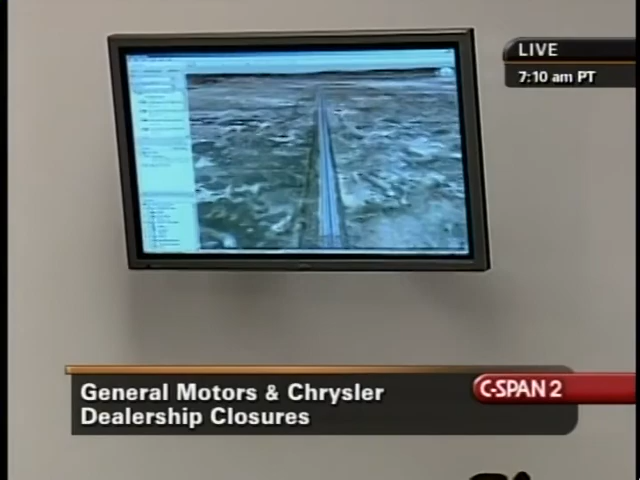 LIVE
7:10 am PT
General Motors & Chrysler
Dealership Closures
C-SPAN 2